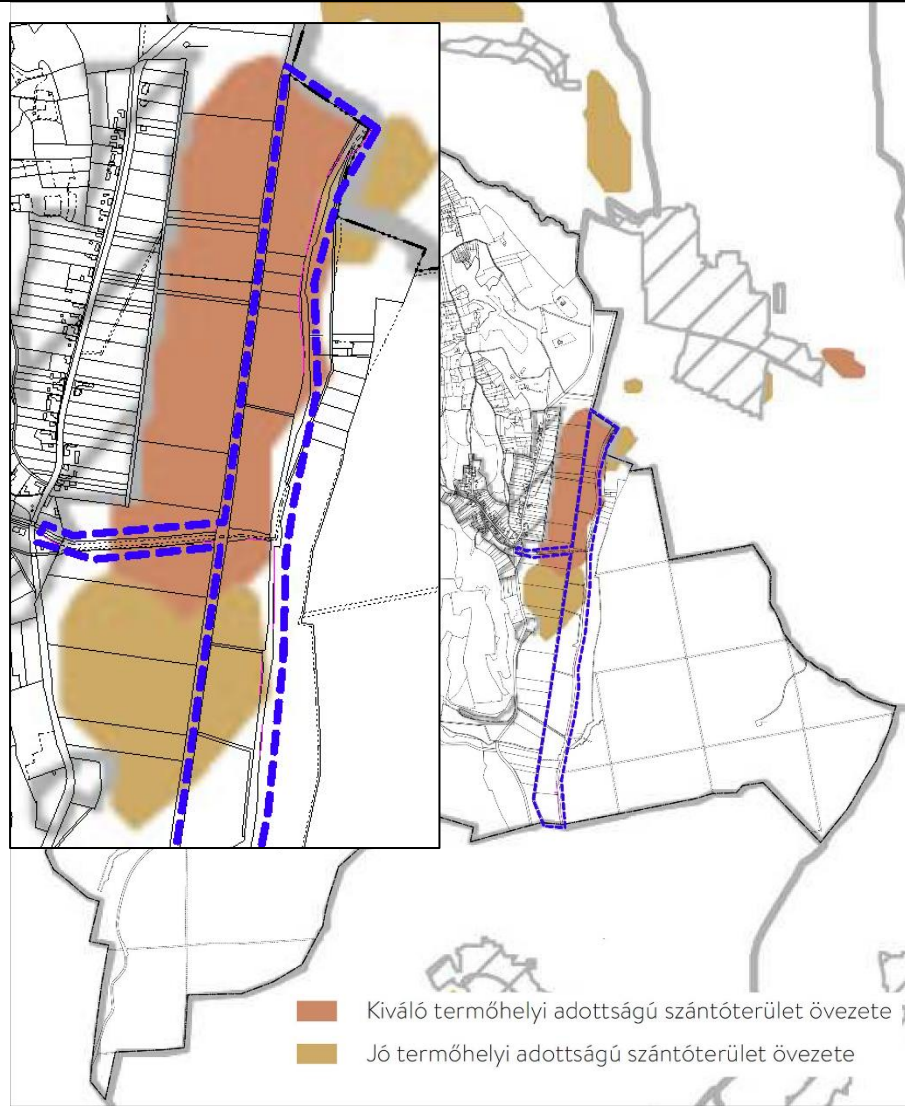 Kiváló termőhelyi adottságú szántóterület övezete
Jó termőhelyi adottságú szántóterület övezete